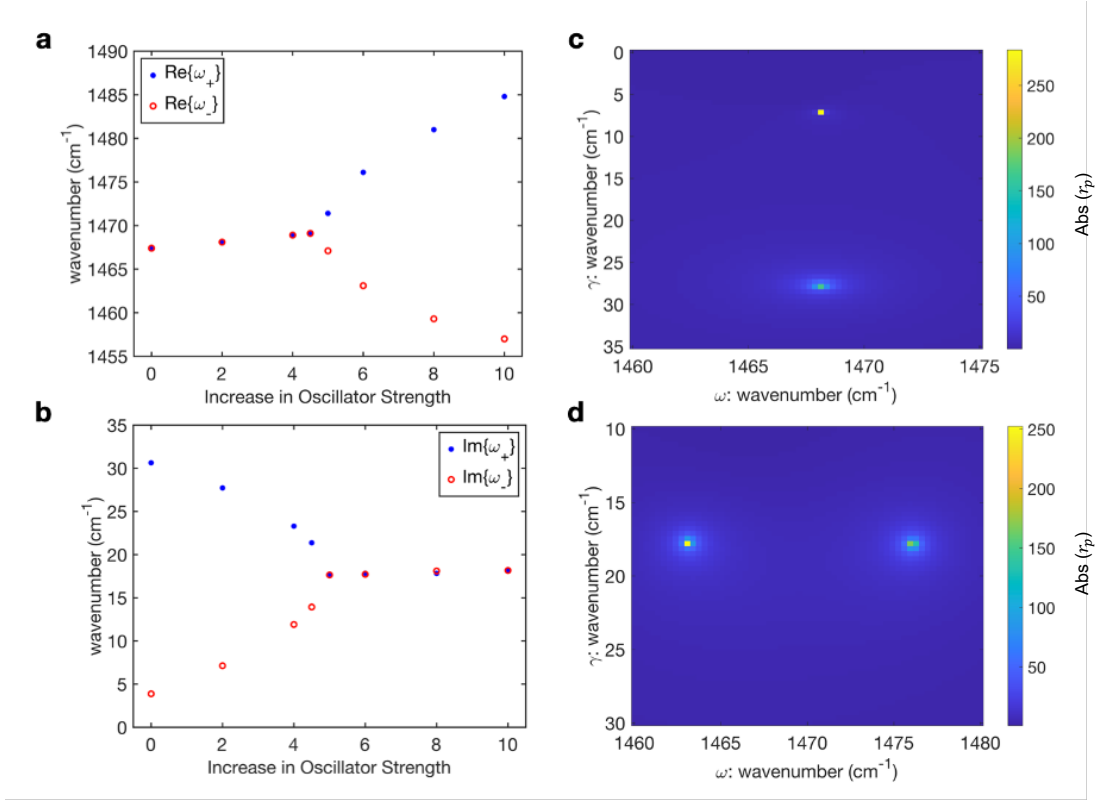 a
1490
1485
1480
1475
1470
1465
1460
1455
wavenumber (cm⁻¹)
Re{ω₊}
Re{ω₋}
0 2 4 6 8 10
Increase in Oscillator Strength
b
35
30
25
20
15
10
5
0
wavenumber (cm⁻¹)
Im{ω₊}
Im{ω₋}
0 2 4 6 8 10
Increase in Oscillator Strength
c
0
5
10
15
20
25
30
35
γ: wavenumber (cm⁻¹)
1460 1465 1470 1475
ω: wavenumber (cm⁻¹)
250
200
150
100
50
Abs (rₚ)
d
10
15
20
25
30
γ: wavenumber (cm⁻¹)
1460 1465 1470 1475 1480
ω: wavenumber (cm⁻¹)
250
200
150
100
50
Abs (rₚ)